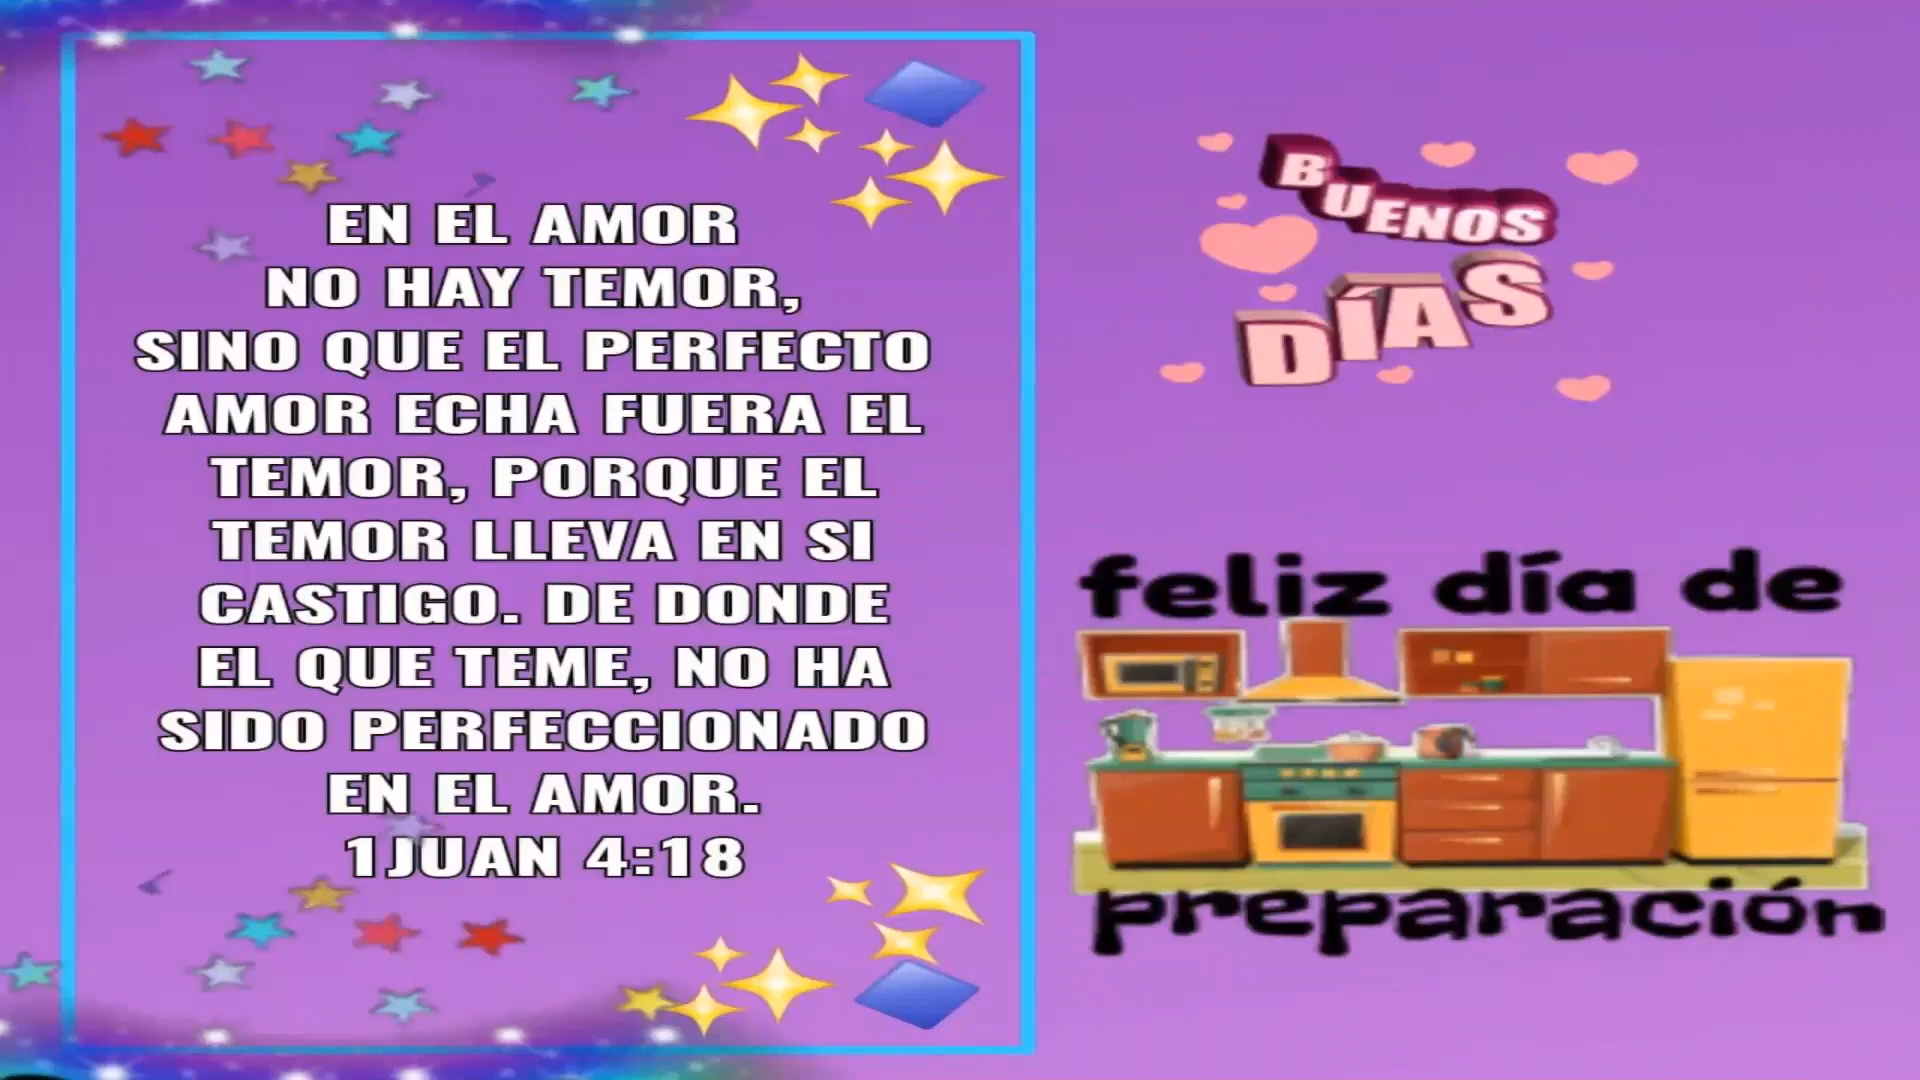 EN EL AMOR
NO HAY TEMOR,
SINO QUE EL PERFECTO
AMOR ECHA FUERA EL
TEMOR, PORQUE EL
TEMOR LLEVA EN SI
CASTIGO. DE DONDE
EL QUE TEME, NO HA
SIDO PERFECCIONADO
EN EL AMOR.
1JUAN 4:18
BUENOS
DÍAS
feliz día de
preparación